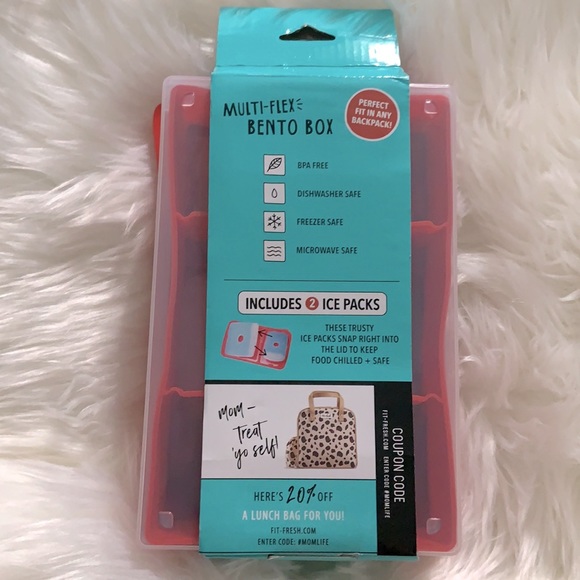 MULTI-FLEX
BENTO BOX
PERFECT
FIT IN ANY
BACKPACK!
BPA FREE
DISHWASHER SAFE
FREEZER SAFE
MICROWAVE SAFE
INCLUDES 2 ICE PACKS
THESE TRUSTY
ICE PACKS SNAP RIGHT INTO
THE LID TO KEEP
FOOD CHILLED + SAFE
mom –
Treat
'yo self!
HERE'S 20% OFF
A LUNCH BAG FOR YOU!
FIT-FRESH.COM
ENTER CODE: #MOMLIFE
COUPON CODE
FIT-FRESH.COM ENTER CODE #MOMLIFE